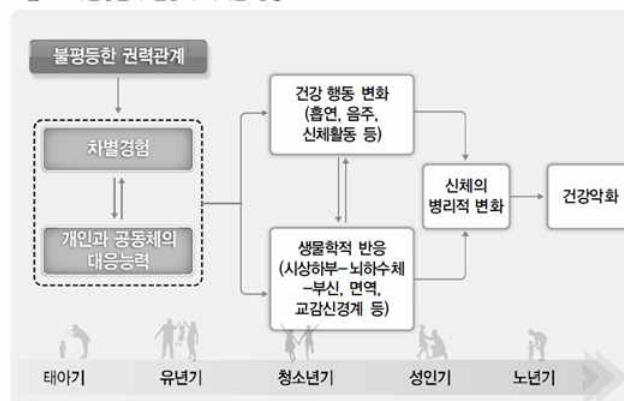 불평등한 권력관계
차별경험
개인과 공동체의
대응능력
건강 행동 변화
(흡연, 음주,
신체활동 등)
생물학적 반응
(시상하부-뇌하수체
-부신, 면역,
교감신경계 등)
신체의
병리적 변화
건강악화
태아기
유년기
청소년기
성인기
노년기